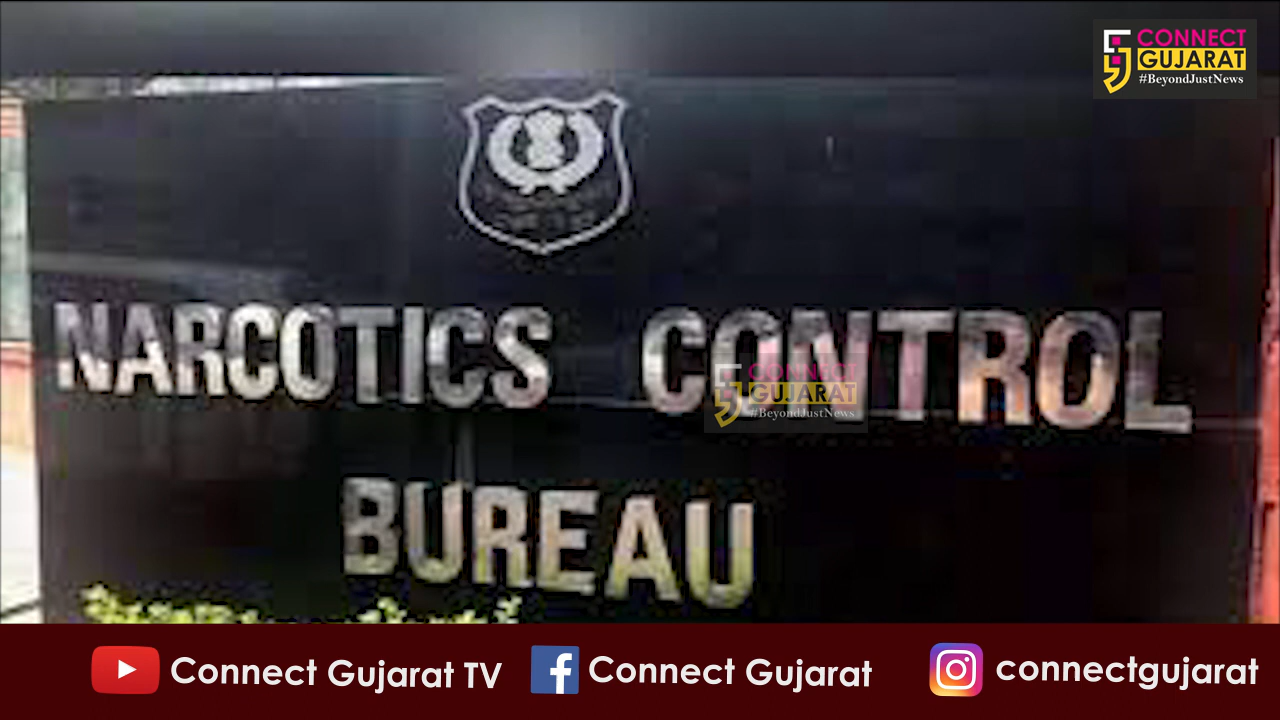 CONNECT
GUJARAT
#BeyondJustNews
NARCOTICS CONTROL
BUREAU
CONNECT
GUJARAT
#BeyondJustNews
Connect Gujarat TV
Connect Gujarat
connectgujarat